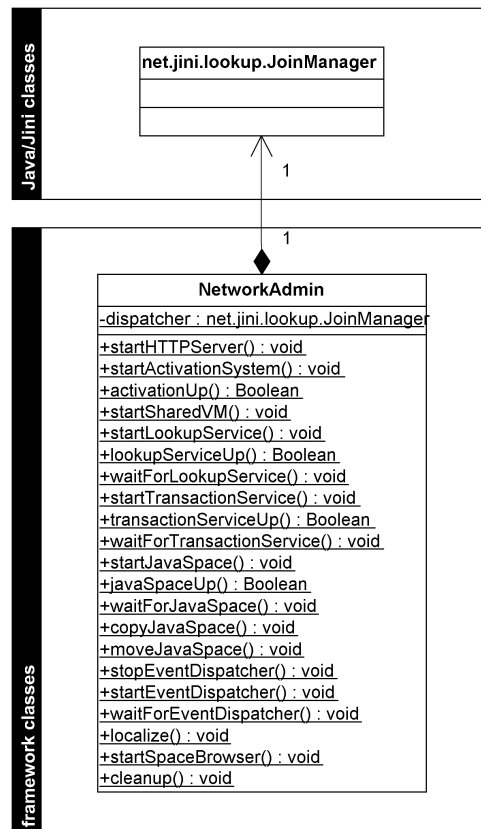 Java/Jini classes
net.jini.lookup.JoinManager
1
1
framework classes
NetworkAdmin
-dispatcher : net.jini.lookup.JoinManager
+startHTTPServer() : void
+startActivationSystem() : void
+activationUp() : Boolean
+startSharedVM() : void
+startLookupService() : void
+lookupServiceUp() : Boolean
+waitForLookupService() : void
+startTransactionService() : void
+transactionServiceUp() : Boolean
+waitForTransactionService() : void
+startJavaSpace() : void
+javaSpaceUp() : Boolean
+waitForJavaSpace() : void
+copyJavaSpace() : void
+moveJavaSpace() : void
+stopEventDispatcher() : void
+startEventDispatcher() : void
+waitForEventDispatcher() : void
+localize() : void
+startSpaceBrowser() : void
+cleanup() : void